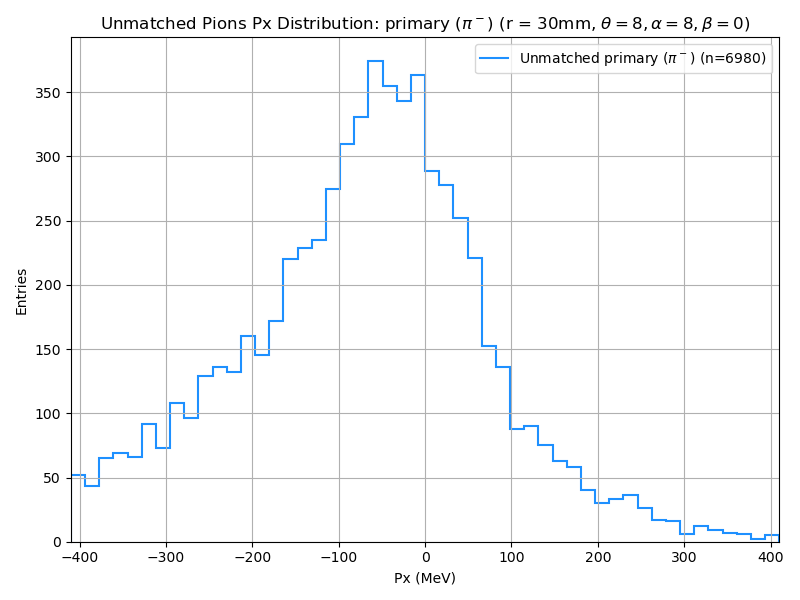 Unmatched Pions Px Distribution: primary (π⁻) (r = 30mm, θ = 8, α = 8, β = 0)
Unmatched primary (π⁻) (n=6980)
Entries
350
300
250
200
150
100
50
0
−400 −300 −200 −100 0 100 200 300 400
Px (MeV)